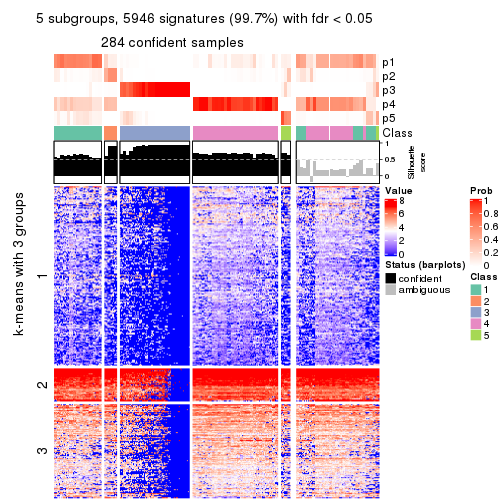 5 subgroups, 5946 signatures (99.7%) with fdr < 0.05
284 confident samples
p1
p2
p3
p4
p5
Class
1
0.5
0
Silhouette
score
k-means with 3 groups
1
2
3
Value
8
6
4
2
0
Status (barplots)
confident
ambiguous
Prob
1
0.8
0.6
0.4
0.2
0
Class
1
2
3
4
5